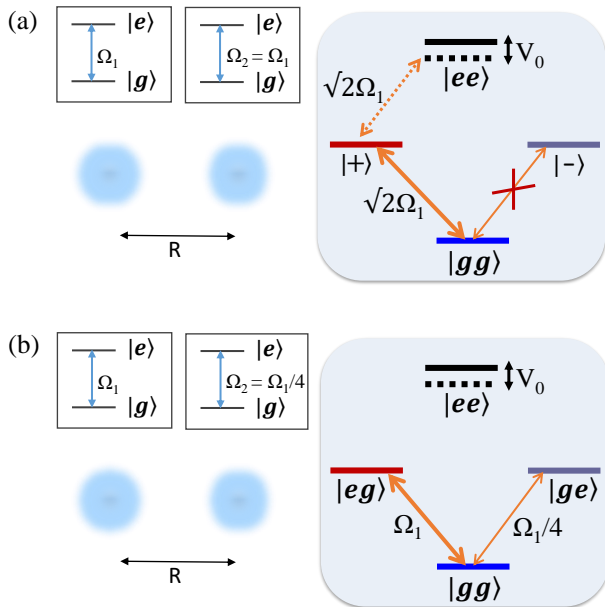 (a)
|e⟩
Ω₁
|g⟩
|e⟩
Ω₂ = Ω₁
|g⟩
R
V₀
|ee⟩
√2Ω₁
|+⟩
|−⟩
√2Ω₁
|gg⟩
(b)
|e⟩
Ω₁
|g⟩
|e⟩
Ω₂ = Ω₁/4
|g⟩
R
V₀
|ee⟩
|eg⟩
|ge⟩
Ω₁
Ω₁/4
|gg⟩